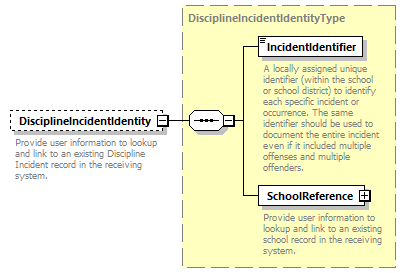 DisciplineIncidentIdentityType
IncidentIdentifier
A locally assigned unique
identifier (within the school
or school district) to identify
each specific incident or
occurrence. The same
identifier should be used to
document the entire incident
even if it included multiple
offenses and multiple
offenders.
DisciplineIncidentIdentity
Provide user information to lookup
and link to an existing Discipline
Incident record in the receiving
system.
SchoolReference
Provide user information to
lookup and link to an existing
school record in the receiving
system.